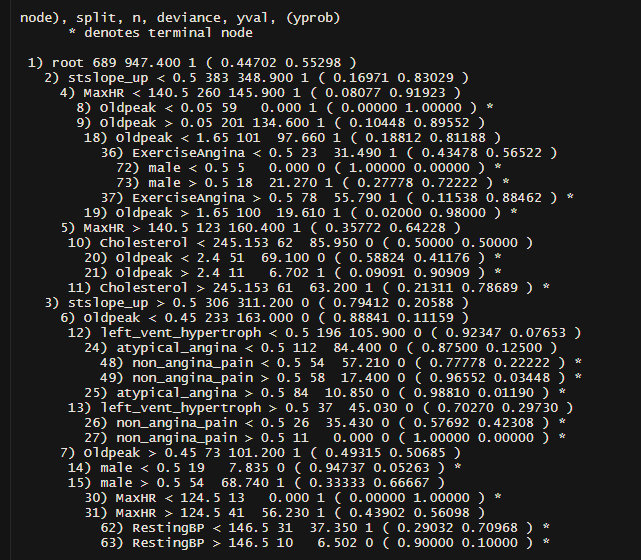 node), split, n, deviance, yval, (yprob)
* denotes terminal node
1) root 689 947.400 1 ( 0.44702 0.55298 )
2) stslope_up < 0.5 383 348.900 1 ( 0.16971 0.83029 )
4) MaxHR < 140.5 260 145.900 1 ( 0.08077 0.91923 )
8) Oldpeak < 0.05 59 0.000 1 ( 0.00000 1.00000 ) *
9) Oldpeak > 0.05 201 134.600 1 ( 0.10448 0.89552 )
18) Oldpeak < 1.65 101 97.660 1 ( 0.18812 0.81188 )
36) ExerciseAngina < 0.5 23 31.490 1 ( 0.43478 0.56522 )
72) male < 0.5 5 0.000 0 ( 1.00000 0.00000 ) *
73) male > 0.5 18 21.270 1 ( 0.27778 0.72222 ) *
37) ExerciseAngina > 0.5 78 55.790 1 ( 0.11538 0.88462 ) *
19) Oldpeak > 1.65 100 19.610 1 ( 0.02000 0.98000 ) *
5) MaxHR > 140.5 123 160.400 1 ( 0.35772 0.64228 )
10) Cholesterol < 245.153 62 85.950 0 ( 0.50000 0.50000 )
20) Oldpeak < 2.4 51 69.100 0 ( 0.58824 0.41176 ) *
21) Oldpeak > 2.4 11 6.702 1 ( 0.09091 0.90909 ) *
11) Cholesterol > 245.153 61 63.200 1 ( 0.21311 0.78689 ) *
3) stslope_up > 0.5 306 311.200 0 ( 0.79412 0.20588 )
6) Oldpeak < 0.45 233 163.000 0 ( 0.88841 0.11159 )
12) left_vent_hypertroph < 0.5 196 105.900 0 ( 0.92347 0.07653 )
24) atypical_angina < 0.5 112 84.400 0 ( 0.87500 0.12500 )
48) non_angina_pain < 0.5 54 57.210 0 ( 0.77778 0.22222 ) *
49) non_angina_pain > 0.5 58 17.400 0 ( 0.96552 0.03448 ) *
25) atypical_angina > 0.5 84 10.850 0 ( 0.98810 0.01190 ) *
13) left_vent_hypertroph > 0.5 37 45.030 0 ( 0.70270 0.29730 )
26) non_angina_pain < 0.5 26 35.430 0 ( 0.57692 0.42308 ) *
27) non_angina_pain > 0.5 11 0.000 0 ( 1.00000 0.00000 ) *
7) Oldpeak > 0.45 73 101.200 1 ( 0.49315 0.50685 )
14) male < 0.5 19 7.835 0 ( 0.94737 0.05263 ) *
15) male > 0.5 54 68.740 1 ( 0.33333 0.66667 )
30) MaxHR < 124.5 13 0.000 1 ( 0.00000 1.00000 ) *
31) MaxHR > 124.5 41 56.230 1 ( 0.43902 0.56098 )
62) RestingBP < 146.5 31 37.350 1 ( 0.29032 0.70968 ) *
63) RestingBP > 146.5 10 6.502 0 ( 0.90000 0.10000 ) *